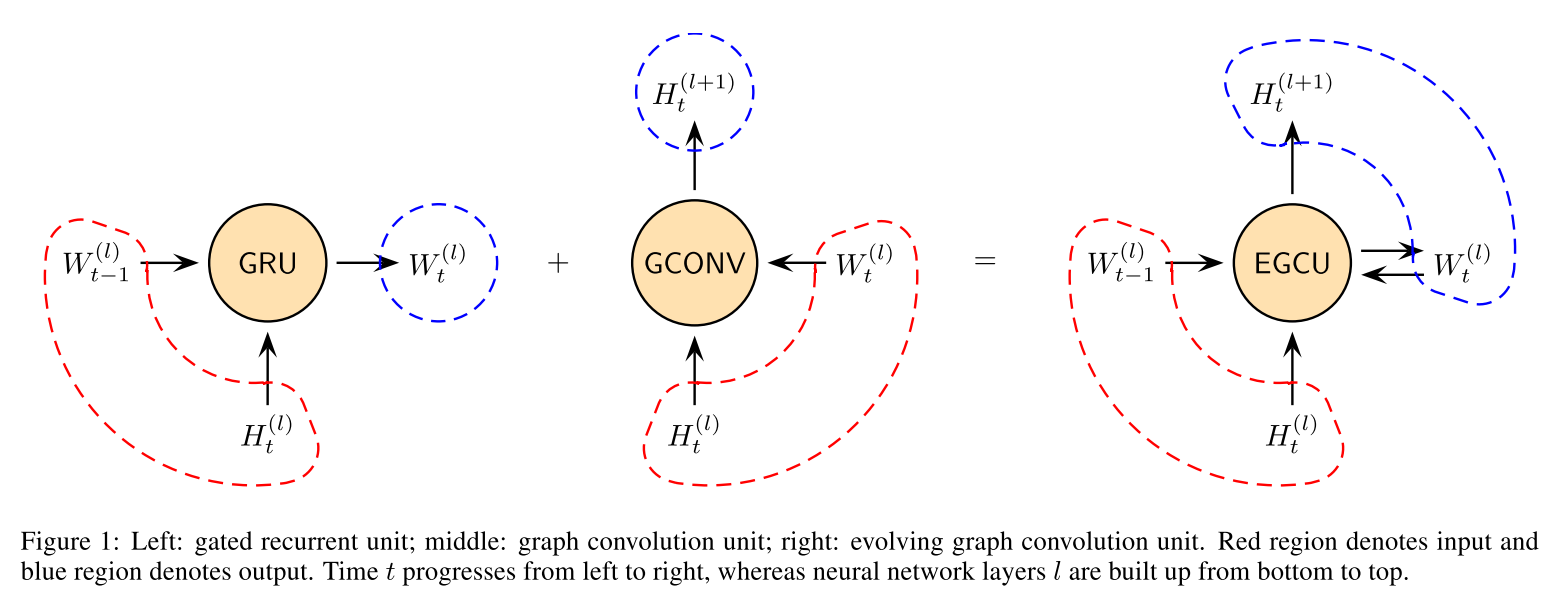 H_t^{(l+1)} H_t^{(l+1)}
W_{t-1}^{(l)} GRU W_t^{(l)} + GCONV W_t^{(l)} = W_{t-1}^{(l)} EGCU W_t^{(l)}
H_t^{(l)} H_t^{(l)} H_t^{(l)}
Figure 1: Left: gated recurrent unit; middle: graph convolution unit; right: evolving graph convolution unit. Red region denotes input and
blue region denotes output. Time t progresses from left to right, whereas neural network layers l are built up from bottom to top.